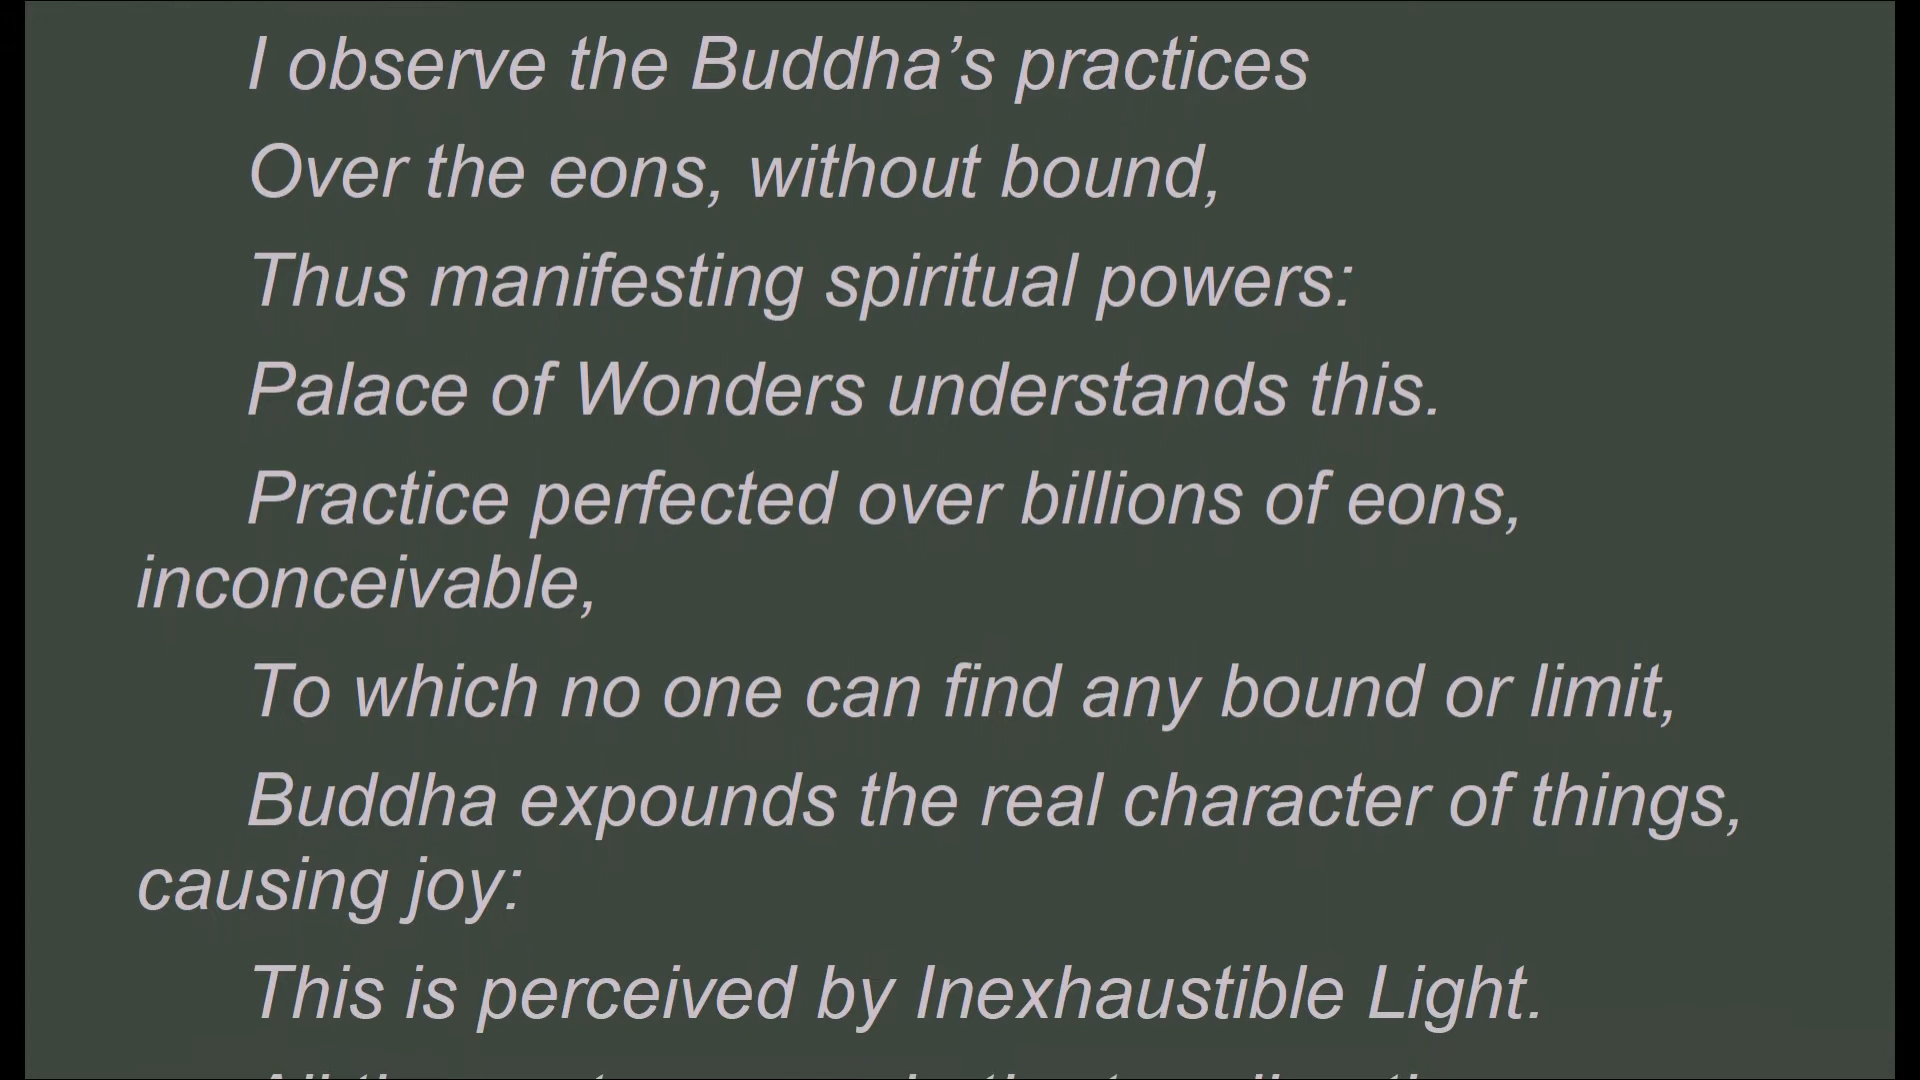 I observe the Buddha’s practices
Over the eons, without bound,
Thus manifesting spiritual powers:
Palace of Wonders understands this.
Practice perfected over billions of eons,
inconceivable,
To which no one can find any bound or limit,
Buddha expounds the real character of things,
causing joy:
This is perceived by Inexhaustible Light.